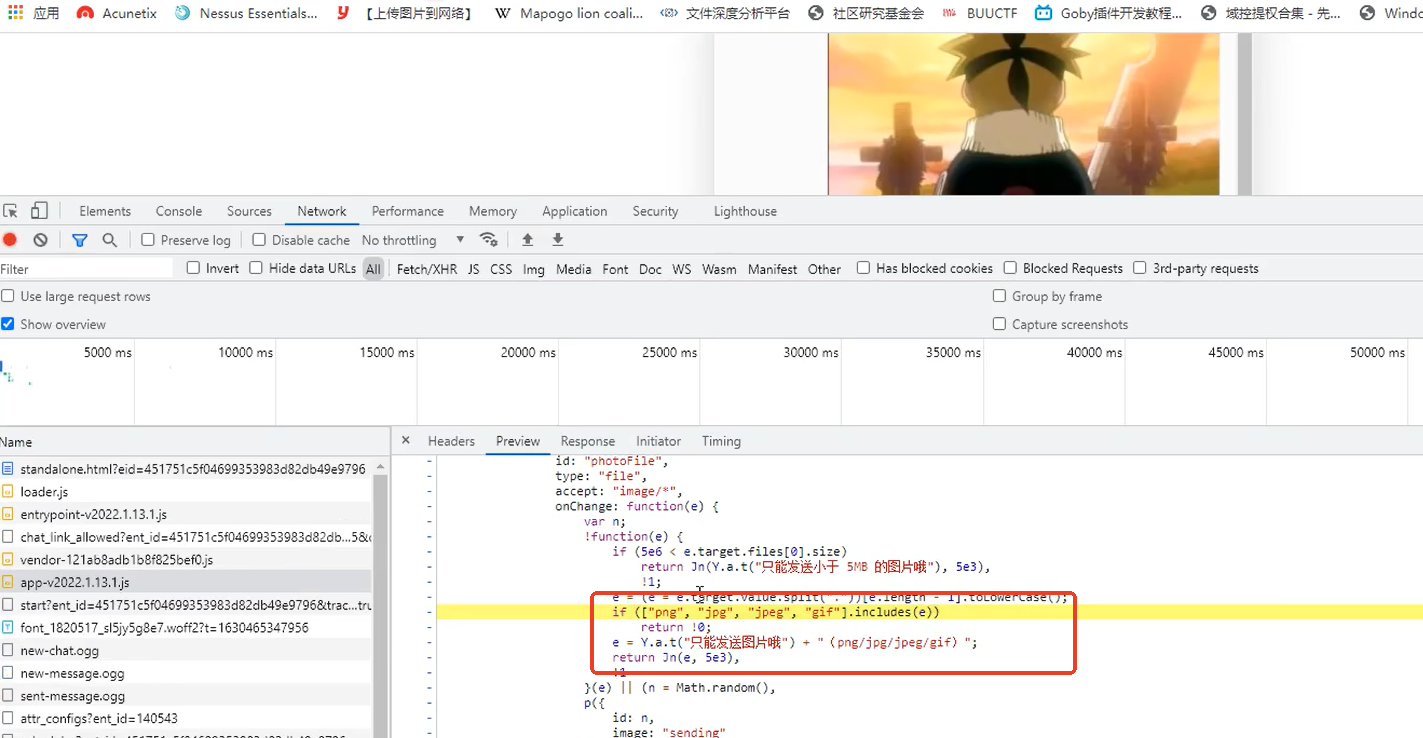 应用 Acunetix Nessus Essentials... 【上传图片到网络】 Mapogo lion coali... 文件深度分析平台 社区研究基金会 BUUCTF Goby插件开发教程... 域控提权合集 - 先... Windo
Elements Console Sources Network Performance Memory Application Security Lighthouse
Preserve log Disable cache No throttling
Filter Invert Hide data URLs All Fetch/XHR JS CSS Img Media Font Doc WS Wasm Manifest Other Has blocked cookies Blocked Requests 3rd-party requests
Use large request rows Group by frame
Show overview Capture screenshots
5000 ms 10000 ms 15000 ms 20000 ms 25000 ms 30000 ms 35000 ms 40000 ms 45000 ms 50000 ms
Name
standalone.html?eid=451751c5f04699353983d82db49e9796
loader.js
entrypoint-v2022.1.13.1.js
chat_link_allowed?ent_id=451751c5f04699353983d82db...5&
vendor-121ab8adb1b8f825bef0.js
app-v2022.1.13.1.js
start?ent_id=451751c5f04699353983d82db49e9796&trac...tru
font_1820517_sl5jy5g8e7.woff2?t=1630465347956
new-chat.ogg
new-message.ogg
sent-message.ogg
attr_configs?ent_id=140543
× Headers Preview Response Initiator Timing
id: "photoFile",
type: "file",
accept: "image/*",
onChange: function(e) {
var n;
!function(e) {
if (5e6 < e.target.files[0].size)
return Jn(Y.a.t("只能发送小于 5MB 的图片哦"), 5e3),
!1;
e = (e = e.target.value.split("."))[e.length - 1].toLowerCase();
if (["png", "jpg", "jpeg", "gif"].includes(e))
return !0;
e = Y.a.t("只能发送图片哦") + "（png/jpg/jpeg/gif）";
return Jn(e, 5e3),
!1
}(e) || (n = Math.random(),
p({
id: n,
image: "sending"